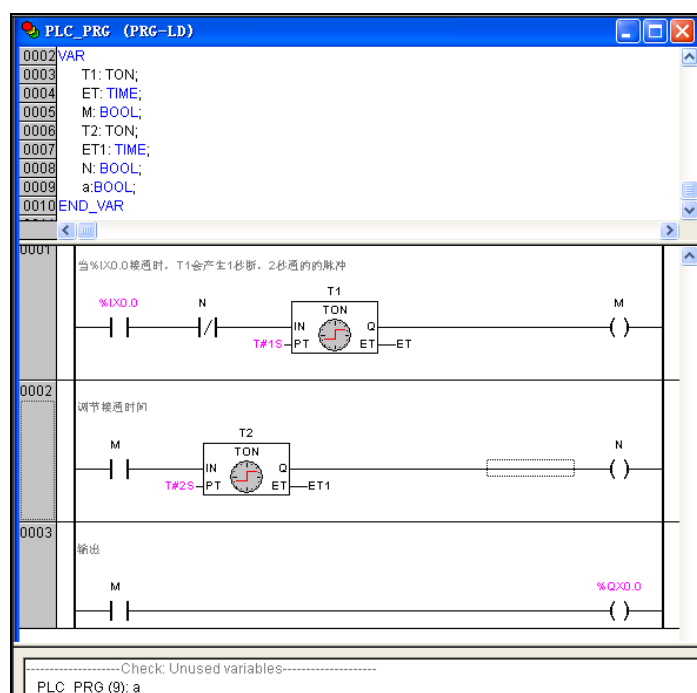 PLC_PRG (PRG-LD)
0002 VAR
0003 T1: TON;
0004 ET: TIME;
0005 M: BOOL;
0006 T2: TON;
0007 ET1: TIME;
0008 N: BOOL;
0009 a:BOOL;
0010 END_VAR
0001
当%IX0.0接通时，T1会产生1秒断，2秒通的的脉冲
%IX0.0 N T1 M
TON
IN Q
T#1S PT ET ET
0002
调节接通时间
M T2 N
TON
IN Q
T#2S PT ET ET1
0003
输出
M %QX0.0
--------------------Check: Unused variables--------------------
PLC_PRG (9): a